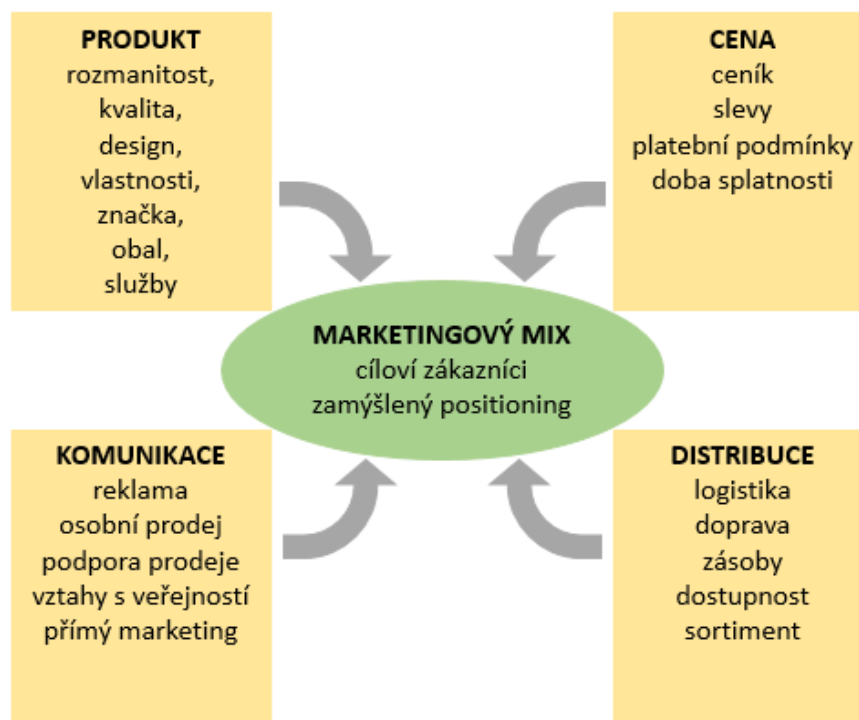 PRODUKT
rozmanitost,
kvalita,
design,
vlastnosti,
značka,
obal,
služby
CENA
ceník
slevy
platební podmínky
doba splatnosti
MARKETINGOVÝ MIX
cíloví zákazníci
zamýšlený positioning
KOMUNIKACE
reklama
osobní prodej
podpora prodeje
vztahy s veřejností
přímý marketing
DISTRIBUCE
logistika
doprava
zásoby
dostupnost
sortiment